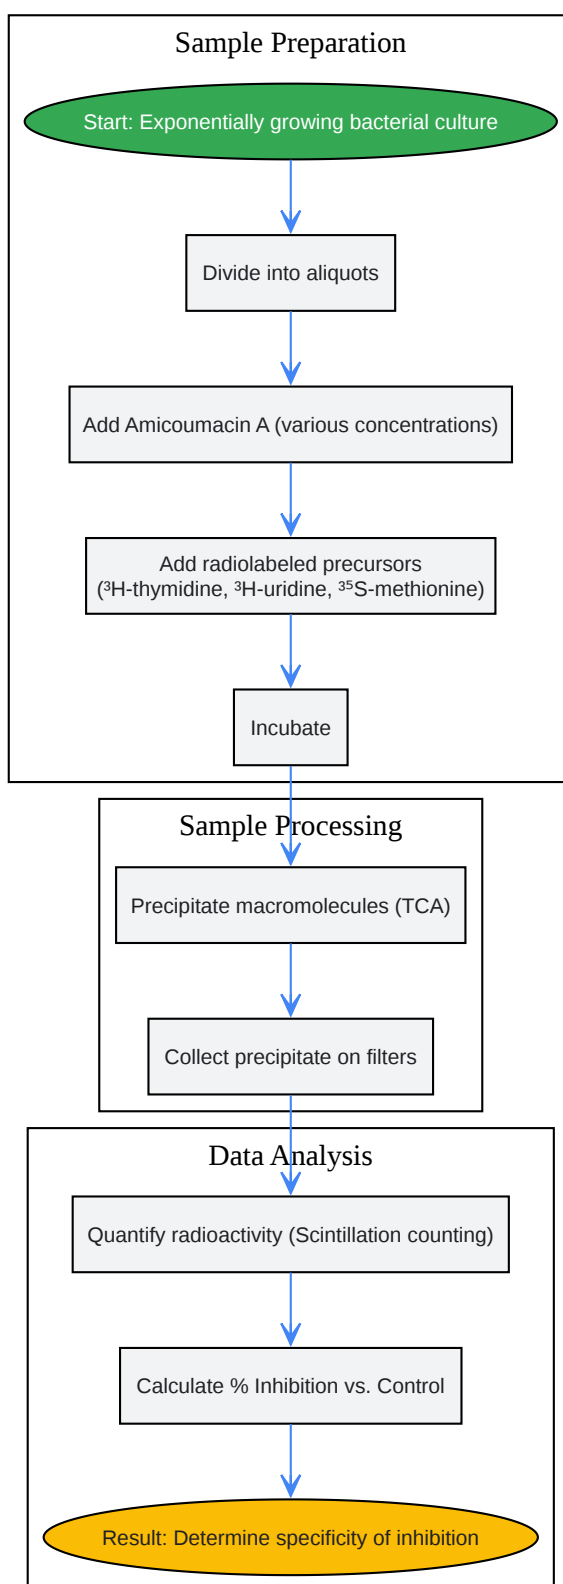 Sample Preparation
Start: Exponentially growing bacterial culture
Divide into aliquots
Add Amicoumacin A (various concentrations)
Add radiolabeled precursors
(³H-thymidine, ³H-uridine, ³⁵S-methionine)
Incubate
Sample Processing
Precipitate macromolecules (TCA)
Collect precipitate on filters
Data Analysis
Quantify radioactivity (Scintillation counting)
Calculate % Inhibition vs. Control
Result: Determine specificity of inhibition